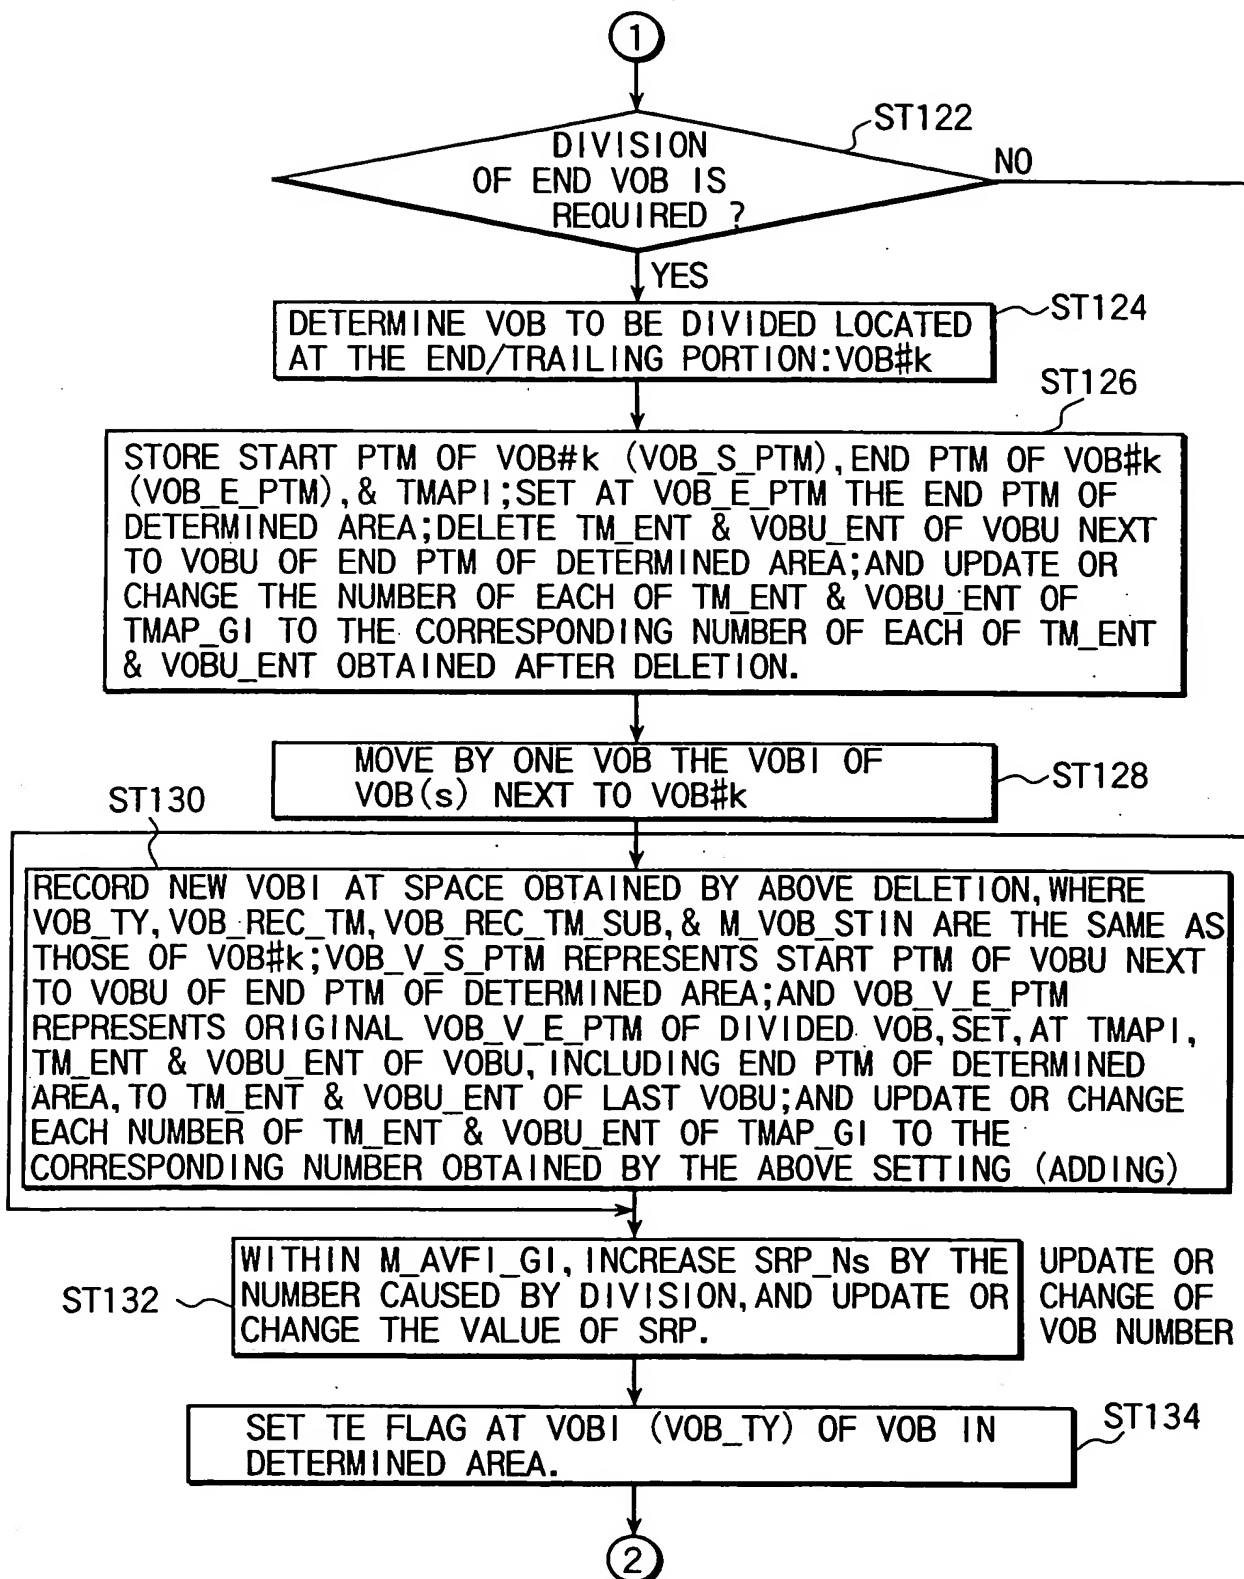 1
ST122
DIVISION
OF END VOB IS
REQUIRED ?
NO
YES
ST124
DETERMINE VOB TO BE DIVIDED LOCATED
AT THE END/TRAILING PORTION:VOB#k
ST126
STORE START PTM OF VOB#k (VOB_S_PTM),END PTM OF VOB#k
(VOB_E_PTM),& TMAPI;SET AT VOB_E_PTM THE END PTM OF
DETERMINED AREA;DELETE TM_ENT & VOBU_ENT OF VOBU NEXT
TO VOBU OF END PTM OF DETERMINED AREA;AND UPDATE OR
CHANGE THE NUMBER OF EACH OF TM_ENT & VOBU_ENT OF
TMAP_GI TO THE CORRESPONDING NUMBER OF EACH OF TM_ENT
& VOBU_ENT OBTAINED AFTER DELETION.
MOVE BY ONE VOB THE VOBI OF
VOB(s) NEXT TO VOB#k
ST128
ST130
RECORD NEW VOBI AT SPACE OBTAINED BY ABOVE DELETION,WHERE
VOB_TY,VOB_REC_TM,VOB_REC_TM_SUB,& M_VOB_STIN ARE THE SAME AS
THOSE OF VOB#k;VOB_V_S_PTM REPRESENTS START PTM OF VOBU NEXT
TO VOBU OF END PTM OF DETERMINED AREA;AND VOB_V_E_PTM
REPRESENTS ORIGINAL VOB_V_E_PTM OF DIVIDED VOB,SET,AT TMAPI,
TM_ENT & VOBU_ENT OF VOBU,INCLUDING END PTM OF DETERMINED
AREA,TO TM_ENT & VOBU_ENT OF LAST VOBU;AND UPDATE OR CHANGE
EACH NUMBER OF TM_ENT & VOBU_ENT OF TMAP_GI TO THE
CORRESPONDING NUMBER OBTAINED BY THE ABOVE SETTING (ADDING)
ST132
WITHIN M_AVFI_GI,INCREASE SRP_Ns BY THE
NUMBER CAUSED BY DIVISION,AND UPDATE OR
CHANGE THE VALUE OF SRP.
UPDATE OR
CHANGE OF
VOB NUMBER
SET TE FLAG AT VOBI (VOB_TY) OF VOB IN
DETERMINED AREA.
ST134
2